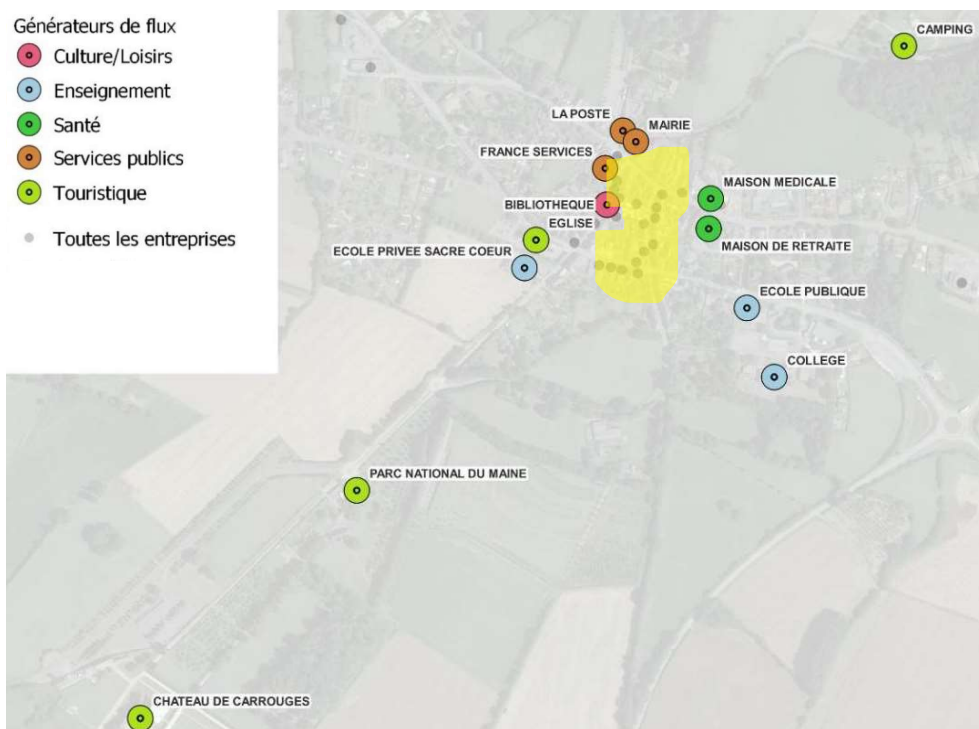 Générateurs de flux
Culture/Loisirs
Enseignement
Santé
Services publics
Touristique
Toutes les entreprises
CAMPING
LA POSTE
MAIRIE
FRANCE SERVICES
MAISON MEDICALE
BIBLIOTHEQUE
EGLISE
MAISON DE RETRAITE
ECOLE PRIVEE SACRE COEUR
ECOLE PUBLIQUE
COLLEGE
PARC NATIONAL DU MAINE
CHATEAU DE CARROUGES